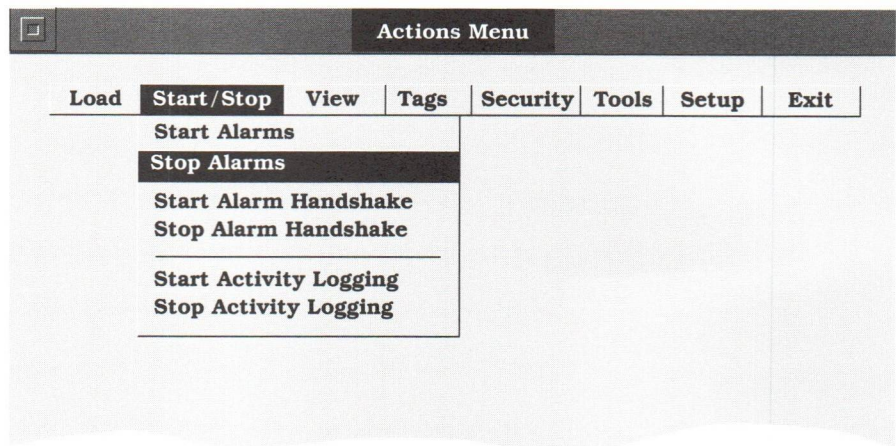 Actions Menu
Load Start/Stop View Tags Security Tools Setup Exit
Start Alarms
Stop Alarms
Start Alarm Handshake
Stop Alarm Handshake
Start Activity Logging
Stop Activity Logging